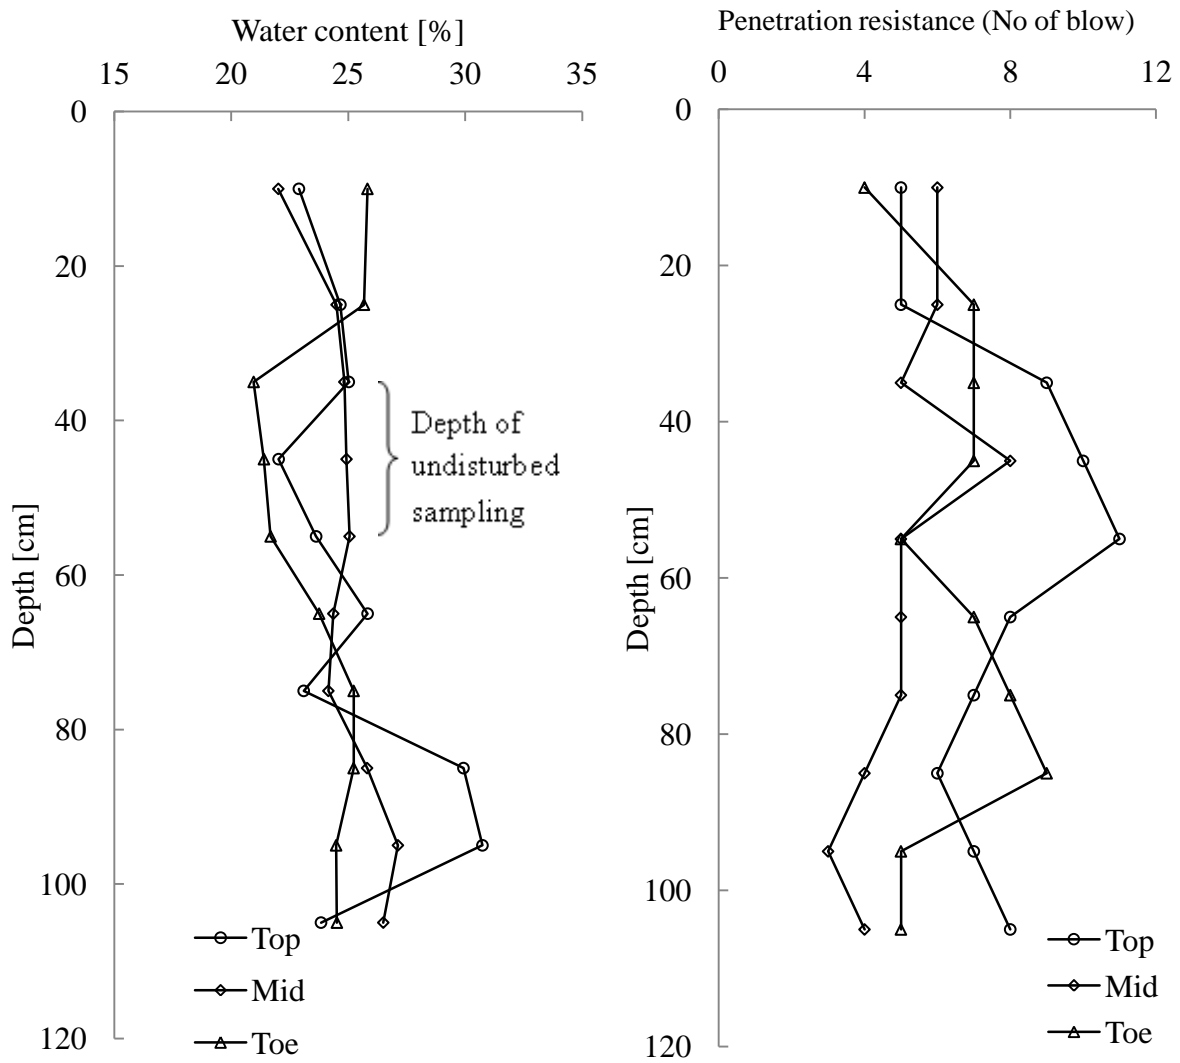 Water content [%]
15 20 25 30 35
0
20
40
60
80
100
120
Depth [cm]
Depth of
undisturbed
sampling
Top
Mid
Toe
Penetration resistance (No of blow)
0 4 8 12
0
20
40
60
80
100
120
Depth [cm]
Top
Mid
Toe